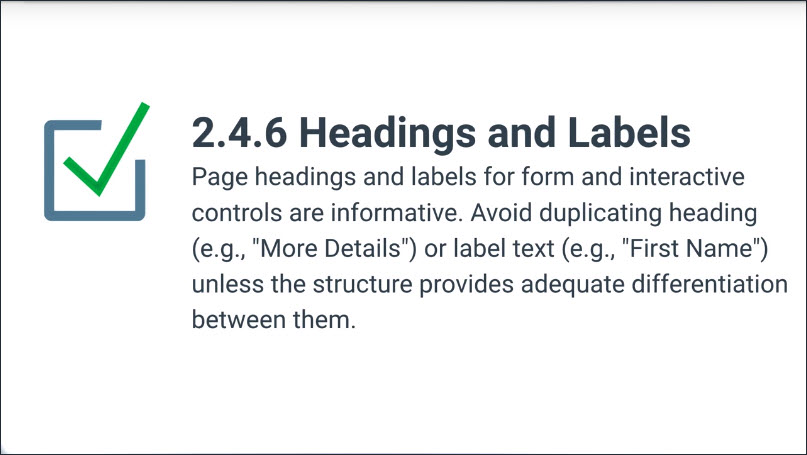 2.4.6 Headings and Labels
Page headings and labels for form and interactive
controls are informative. Avoid duplicating heading
(e.g., "More Details") or label text (e.g., "First Name")
unless the structure provides adequate differentiation
between them.